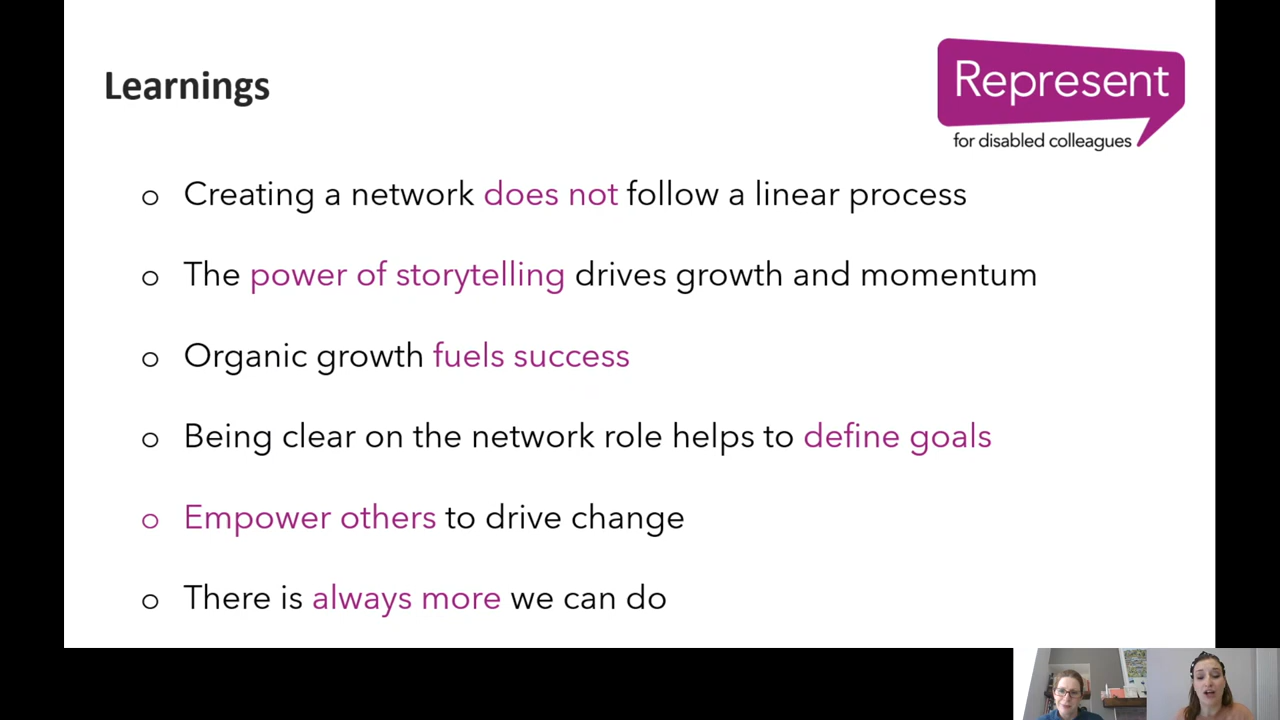 Learnings
Represent
for disabled colleagues
Creating a network does not follow a linear process
The power of storytelling drives growth and momentum
Organic growth fuels success
Being clear on the network role helps to define goals
Empower others to drive change
There is always more we can do